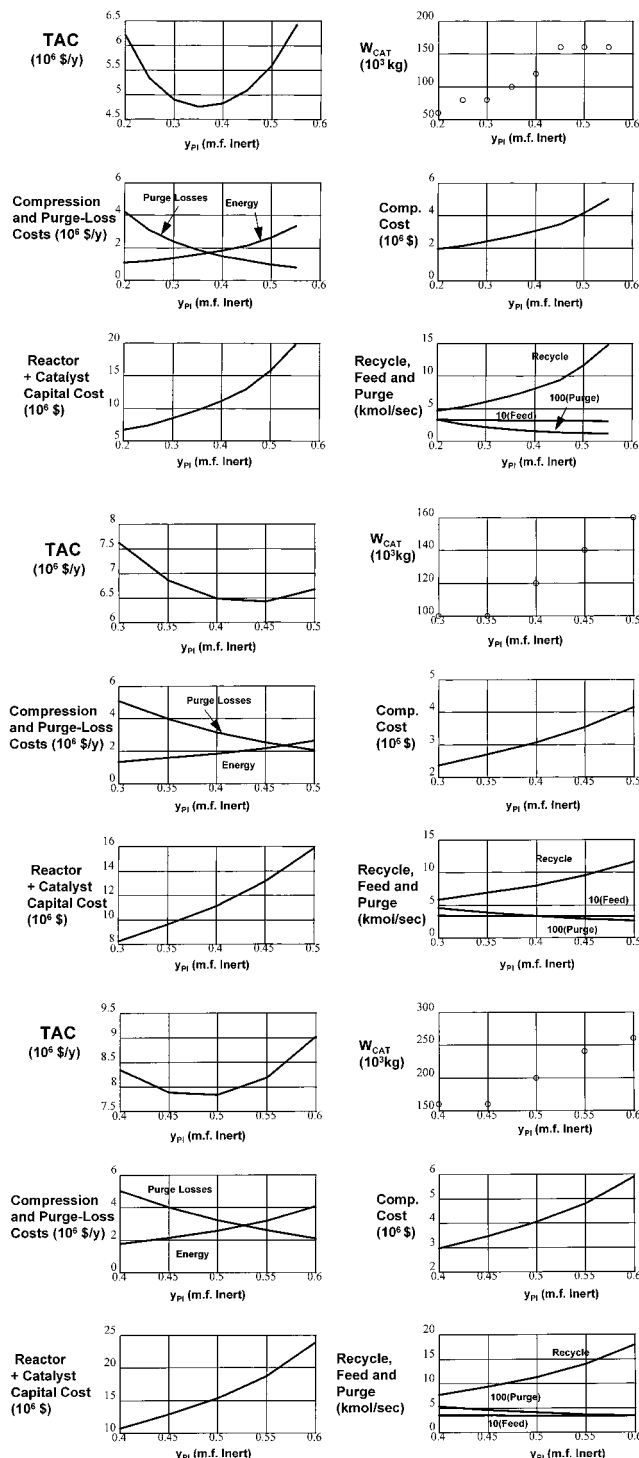 TAC
(10⁶ $/y)
6.5
6
5.5
5
4.5
0.2 0.3 0.4 0.5 0.6
yPI (m.f. Inert)
WCAT
(10³ kg)
200
150
100
50
0.2 0.3 0.4 0.5 0.6
yPI (m.f. Inert)
Compression
and Purge-Loss
Costs (10⁶ $/y)
6
4
2
0
Purge Losses
Energy
0.2 0.3 0.4 0.5 0.6
yPI (m.f. Inert)
Comp.
Cost
(10⁶ $)
6
4
2
0
0.2 0.3 0.4 0.5 0.6
yPI (m.f. Inert)
Reactor
+ Catalyst
Capital Cost
(10⁶ $)
20
15
10
5
0.2 0.3 0.4 0.5 0.6
yPI (m.f. Inert)
Recycle,
Feed and
Purge
(kmol/sec)
15
10
5
0
Recycle
100(Purge)
10(Feed)
0.2 0.3 0.4 0.5 0.6
yPI (m.f. Inert)
TAC
(10⁶ $/y)
8
7.5
7
6.5
6
0.3 0.35 0.4 0.45 0.5
yPI (m.f. Inert)
WCAT
(10³kg)
160
140
120
100
0.3 0.35 0.4 0.45 0.5
yPI (m.f. Inert)
Compression
and Purge-Loss
Costs (10⁶ $/y)
6
4
2
0
Purge Losses
Energy
0.3 0.35 0.4 0.45 0.5
yPI (m.f. Inert)
Comp.
Cost
(10⁶ $)
5
4
3
2
0.3 0.35 0.4 0.45 0.5
yPI (m.f. Inert)
Reactor
+ Catalyst
Capital Cost
(10⁶ $)
16
14
12
10
8
0.3 0.35 0.4 0.45 0.5
yPI (m.f. Inert)
Recycle,
Feed and
Purge
(kmol/sec)
15
10
5
0
Recycle
10(Feed)
100(Purge)
0.3 0.35 0.4 0.45 0.5
yPI (m.f. Inert)
TAC
(10⁶ $/y)
9.5
9
8.5
8
7.5
0.4 0.45 0.5 0.55 0.6
yPI (m.f. Inert)
WCAT
(10³kg)
300
250
200
150
0.4 0.45 0.5 0.55 0.6
yPI (m.f. Inert)
Compression
and Purge-Loss
Costs (10⁶ $/y)
6
4
2
0
Purge Losses
Energy
0.4 0.45 0.5 0.55 0.6
yPI (m.f. Inert)
Comp.
Cost
(10⁶ $)
6
5
4
3
2
0.4 0.45 0.5 0.55 0.6
yPI (m.f. Inert)
Reactor
+ Catalyst
Capital Cost
(10⁶ $)
25
20
15
10
0.4 0.45 0.5 0.55 0.6
yPI (m.f. Inert)
Recycle,
Feed and
Purge
(kmol/sec)
20
15
10
5
0
Recycle
100(Purge)
10(Feed)
0.4 0.45 0.5 0.55 0.6
yPI (m.f. Inert)